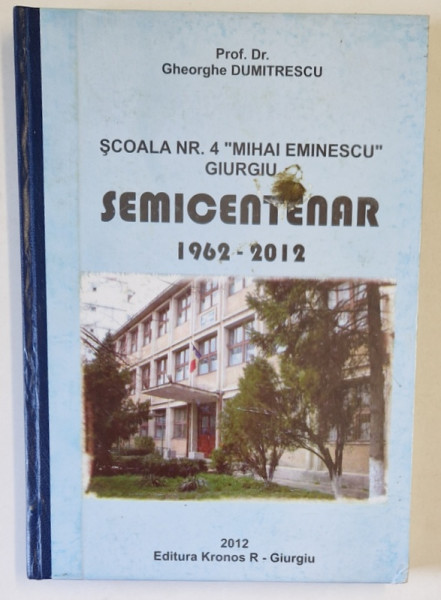 Prof. Dr.
Gheorghe DUMITRESCU
ŞCOALA NR. 4 "MIHAI EMINESCU"
GIURGIU
SEMICENTENAR
1962 - 2012
2012
Editura Kronos R - Giurgiu